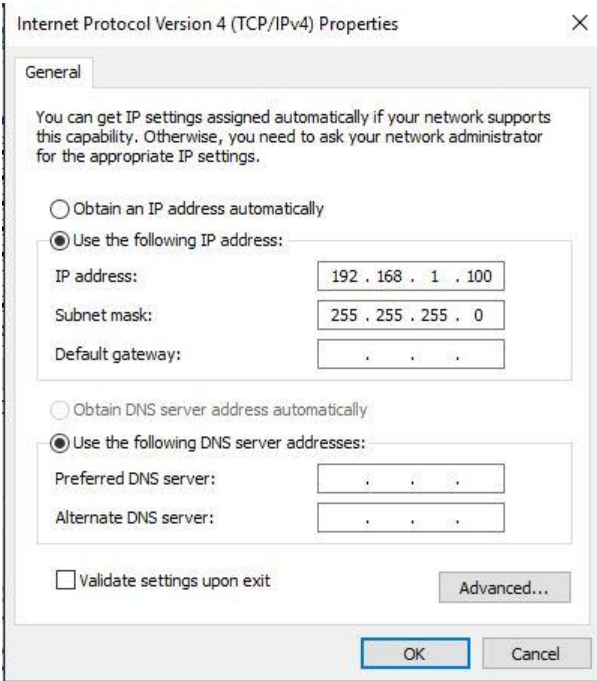 Internet Protocol Version 4 (TCP/IPv4) Properties
General
You can get IP settings assigned automatically if your network supports
this capability. Otherwise, you need to ask your network administrator
for the appropriate IP settings.
Obtain an IP address automatically
Use the following IP address:
IP address: 192 . 168 . 1 . 100
Subnet mask: 255 . 255 . 255 . 0
Default gateway: . . .
Obtain DNS server address automatically
Use the following DNS server addresses:
Preferred DNS server: . . .
Alternate DNS server: . . .
Validate settings upon exit
Advanced...
OK Cancel